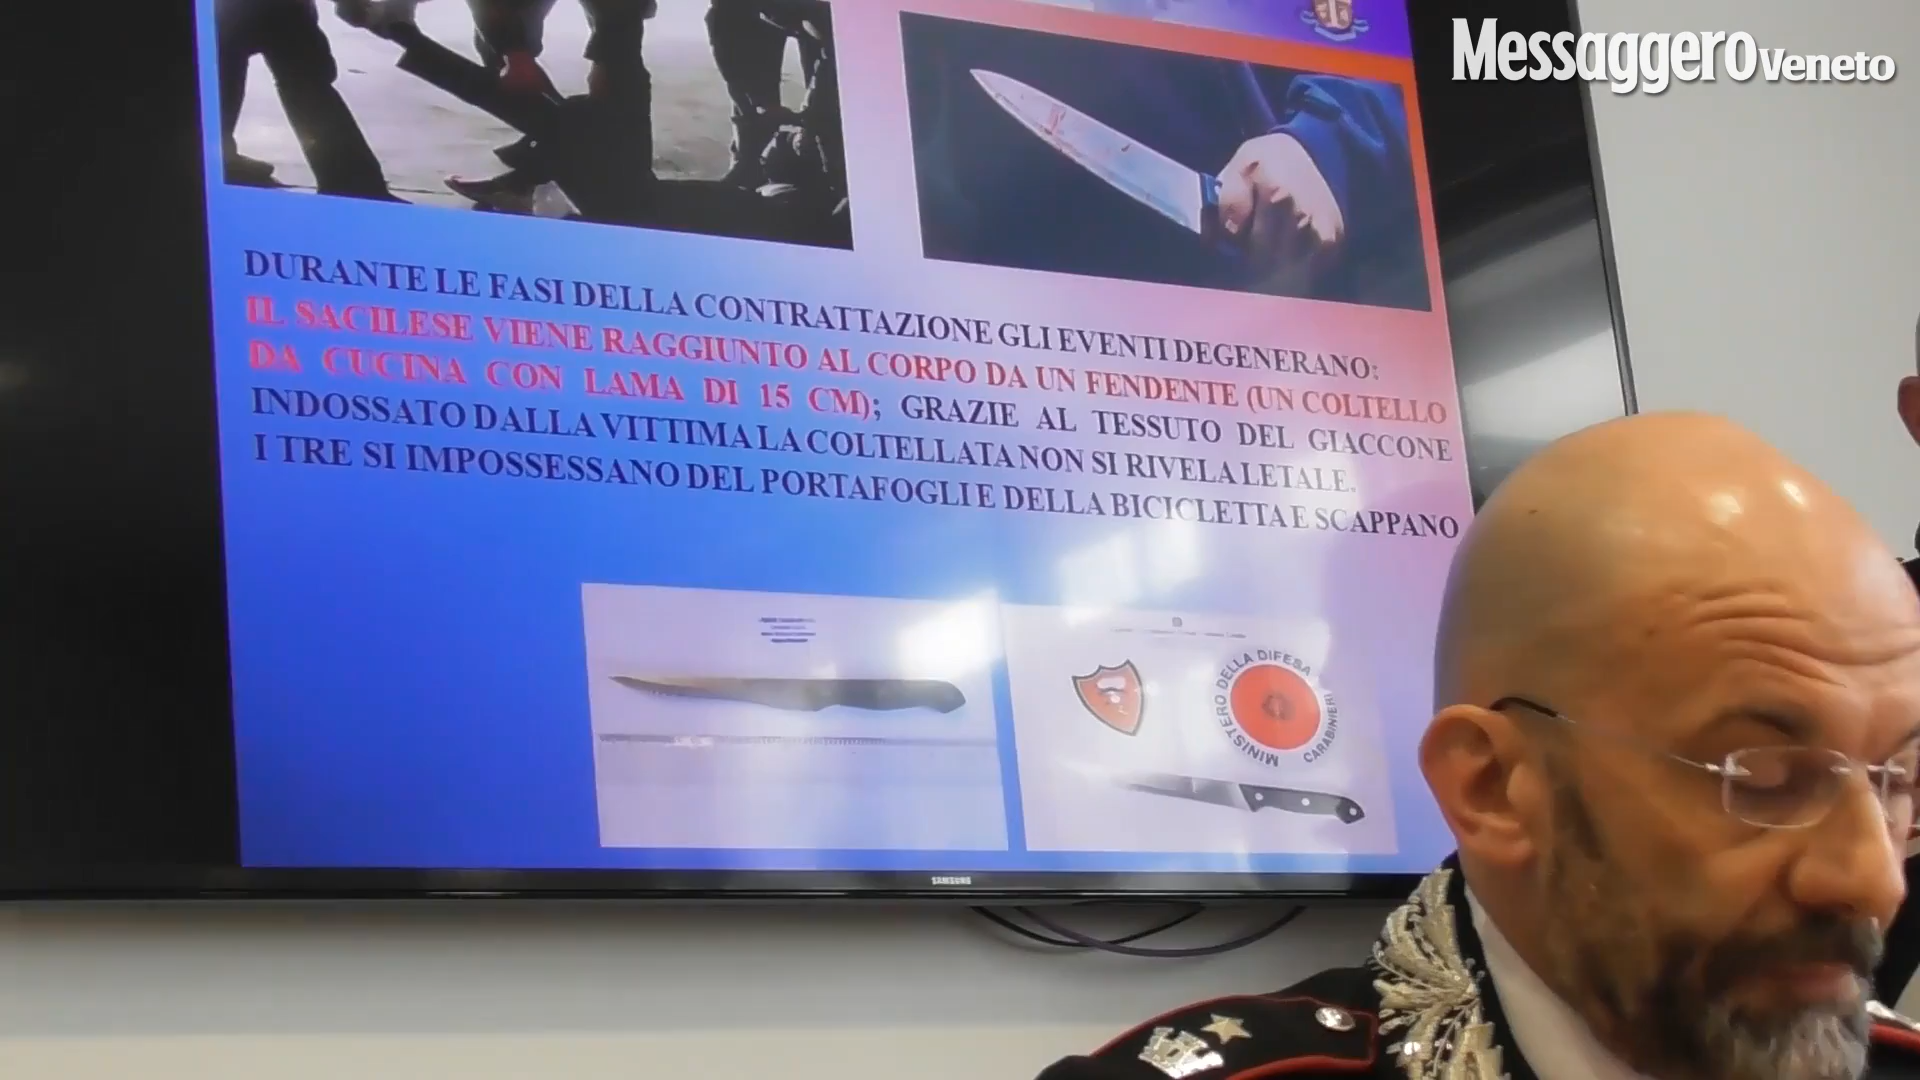 Messaggero Veneto
DURANTE LE FASI DELLA CONTRATTAZIONE GLI EVENTI DEGENERANO:
IL SACILESE VIENE RAGGIUNTO AL CORPO DA UN FENDENTE (UN COLTELLO
DA CUCINA CON LAMA DI 15 CM); GRAZIE AL TESSUTO DEL GIACCONE
INDOSSATO DALLA VITTIMA LA COLTELLATA NON SI RIVELA LETALE.
I TRE SI IMPOSSESSANO DEL PORTAFOGLI E DELLA BICICLETTA E SCAPPANO
MINISTERO DELLA DIFESA
CARABINIERI
SAMSUNG